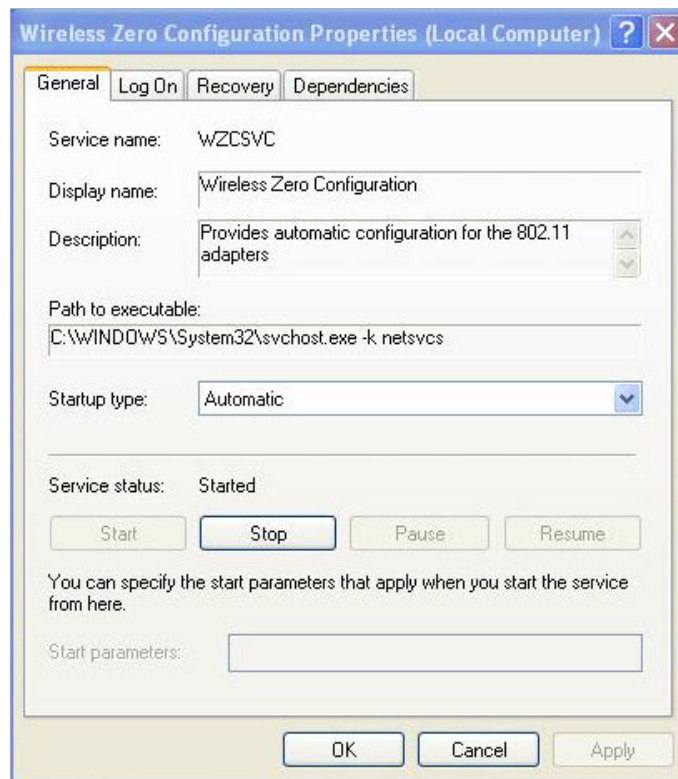 Wireless Zero Configuration Properties (Local Computer)
General Log On Recovery Dependencies
Service name: WZCSVC
Display name: Wireless Zero Configuration
Description: Provides automatic configuration for the 802.11
adapters
Path to executable:
C:\WINDOWS\System32\svchost.exe -k netsvcs
Startup type: Automatic
Service status: Started
Start Stop Pause Resume
You can specify the start parameters that apply when you start the service
from here.
Start parameters:
OK Cancel Apply